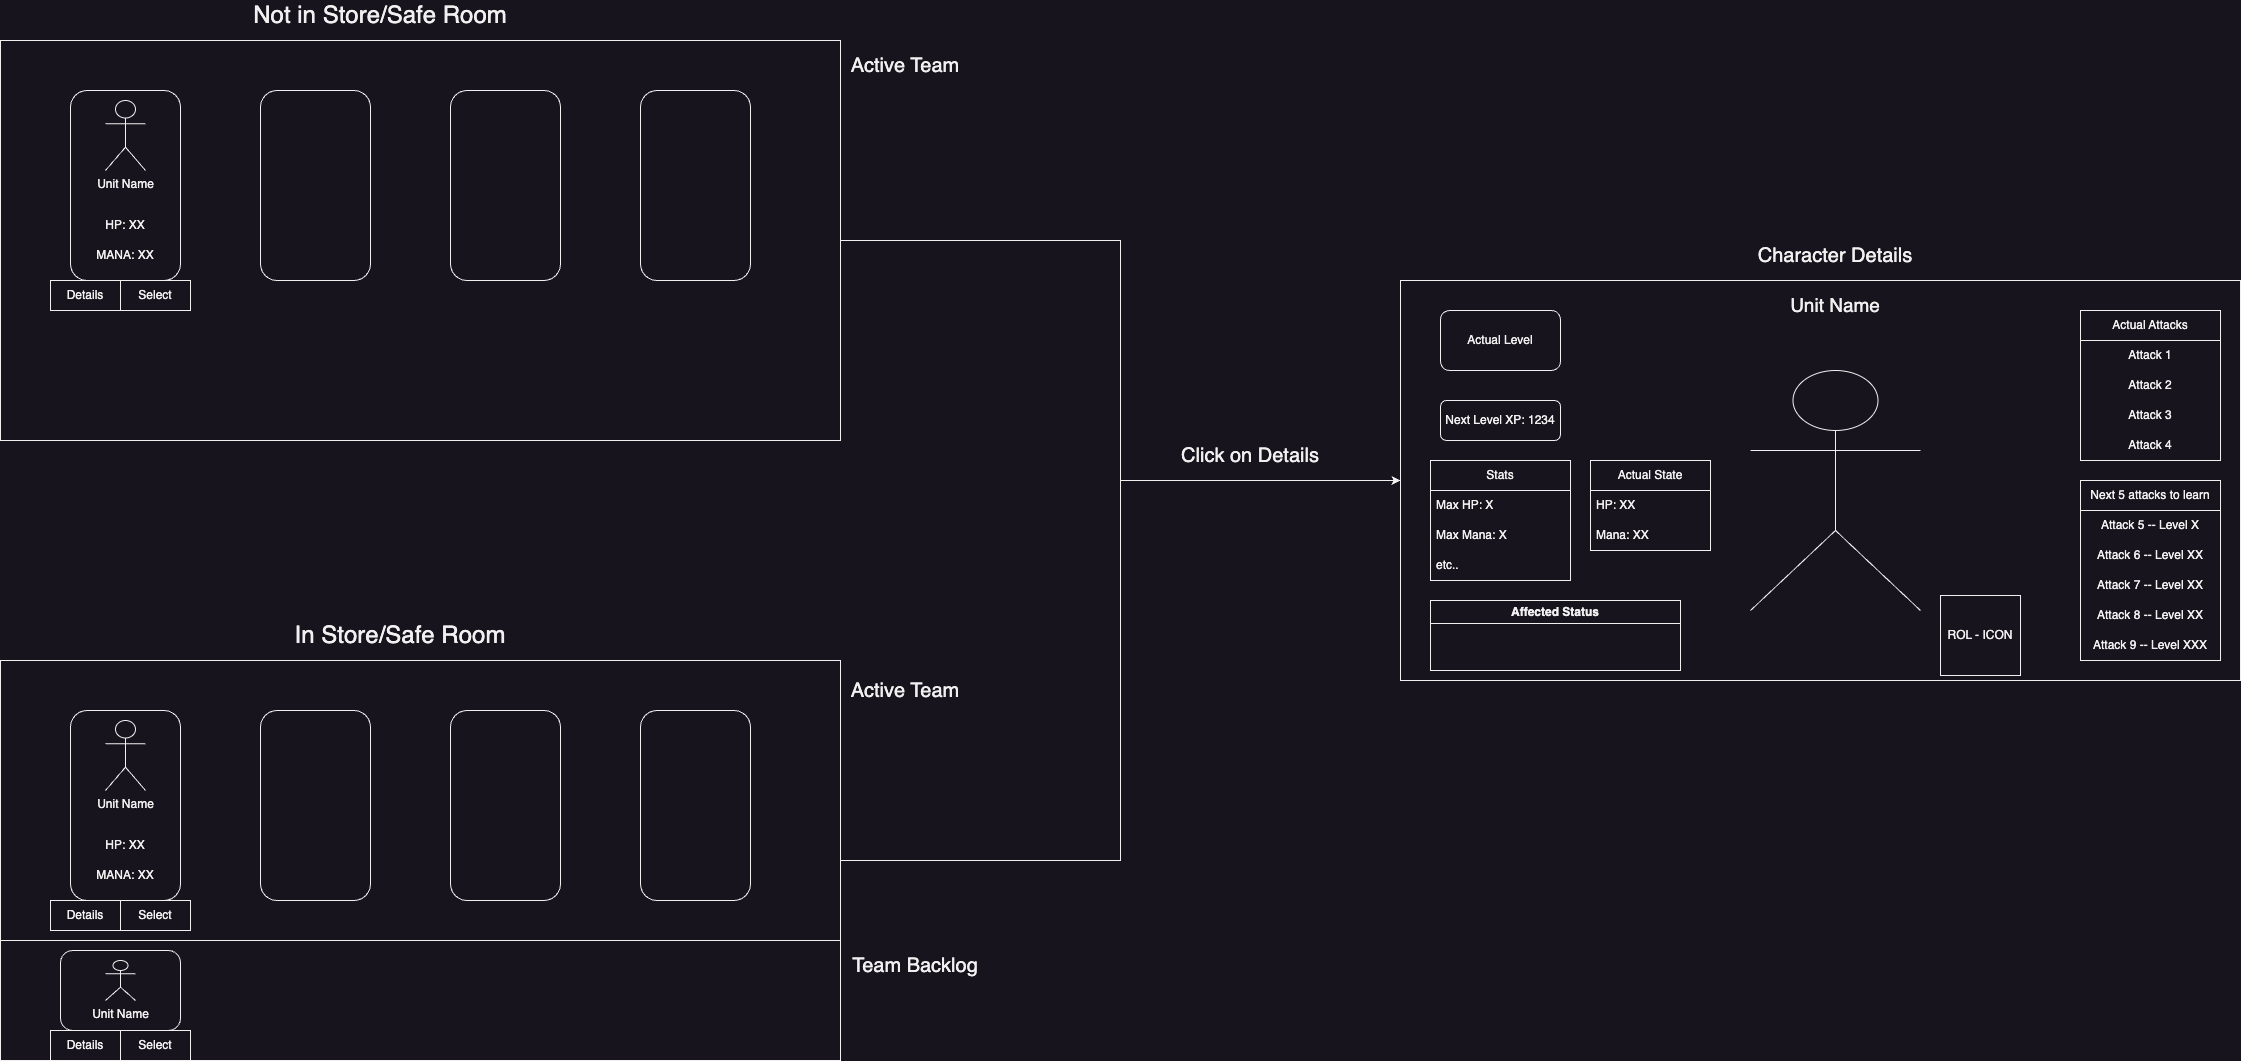 Not in Store/Safe Room
Active Team
Unit Name
HP: XX
MANA: XX
Details
Select
Click on Details
Character Details
Unit Name
Actual Level
Next Level XP: 1234
Stats
Max HP: X
Max Mana: X
etc..
Actual State
HP: XX
Mana: XX
Affected Status
ROL - ICON
Actual Attacks
Attack 1
Attack 2
Attack 3
Attack 4
Next 5 attacks to learn
Attack 5 -- Level X
Attack 6 -- Level XX
Attack 7 -- Level XX
Attack 8 -- Level XX
Attack 9 -- Level XXX
In Store/Safe Room
Active Team
Unit Name
HP: XX
MANA: XX
Details
Select
Team Backlog
Unit Name
Details
Select